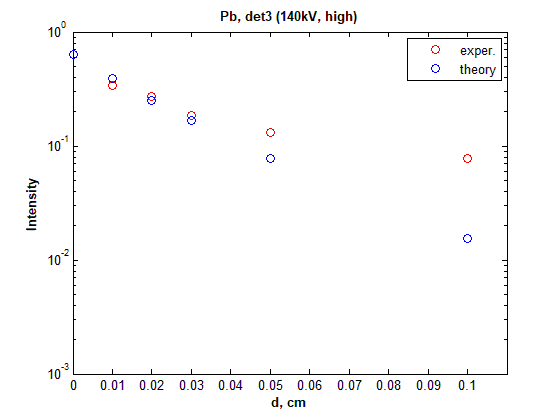 Pb, det3 (140kV, high)
exper.
theory
10^0
10^-1
10^-2
10^-3
Intensity
0 0.01 0.02 0.03 0.04 0.05 0.06 0.07 0.08 0.09 0.1
d, cm